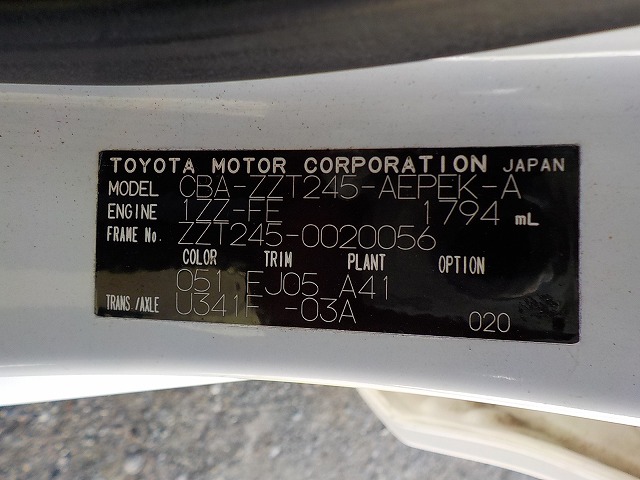 TOYOTA MOTOR CORPORATION JAPAN
MODEL CBA-ZZT245-AEPEK-A
ENGINE 1ZZ-FE 1794 mL
FRAME No. ZZT245-0020056
COLOR TRIM PLANT OPTION
051 EJ05 A41
TRANS./AXLE U341F -03A
020